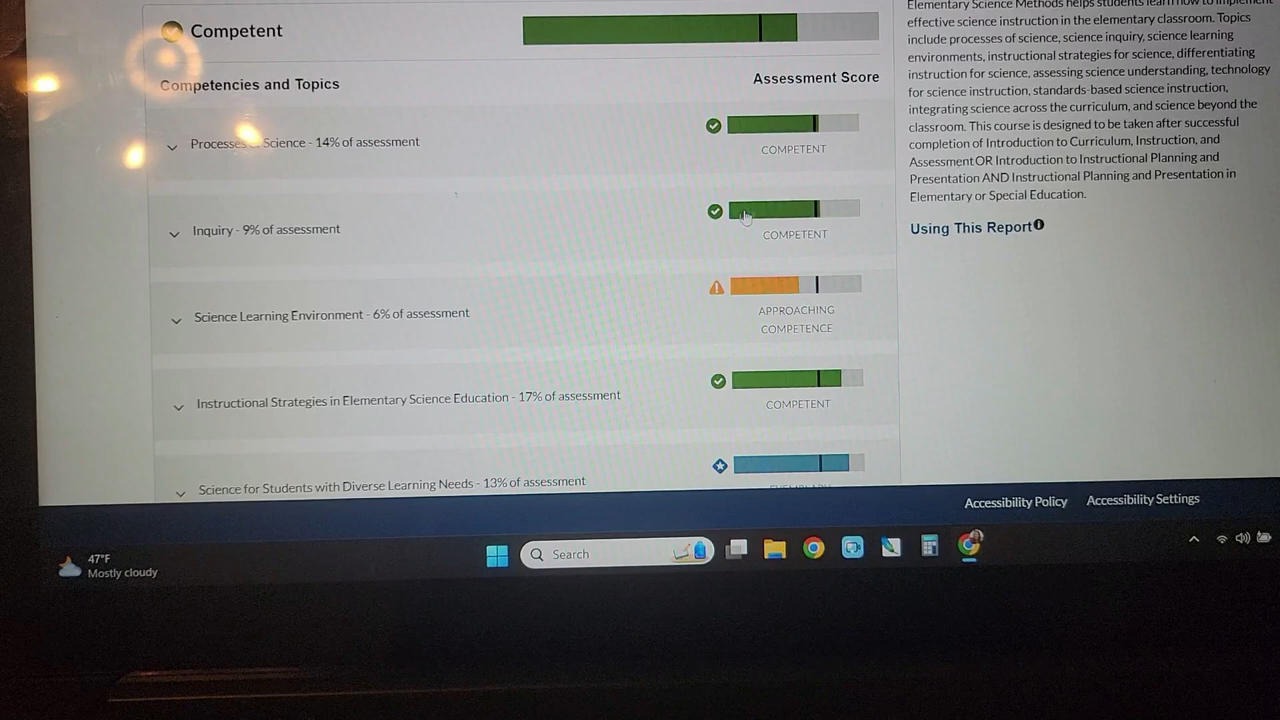 Competent
Competencies and Topics
Assessment Score
Processes Science - 14% of assessment
COMPETENT
Inquiry - 9% of assessment
COMPETENT
Science Learning Environment - 6% of assessment
APPROACHING
COMPETENCE
Instructional Strategies in Elementary Science Education - 17% of assessment
COMPETENT
Science for Students with Diverse Learning Needs - 13% of assessment
Elementary Science Methods helps students learn how to implement
effective science instruction in the elementary classroom. Topics
include processes of science, science inquiry, science learning
environments, instructional strategies for science, differentiating
instruction for science, assessing science understanding, technology
for science instruction, standards-based science instruction,
integrating science across the curriculum, and science beyond the
classroom. This course is designed to be taken after successful
completion of Introduction to Curriculum, Instruction, and
Assessment OR Introduction to Instructional Planning and
Presentation AND Instructional Planning and Presentation in
Elementary or Special Education.
Using This Report
Accessibility Policy Accessibility Settings
47°F
Mostly cloudy
Search